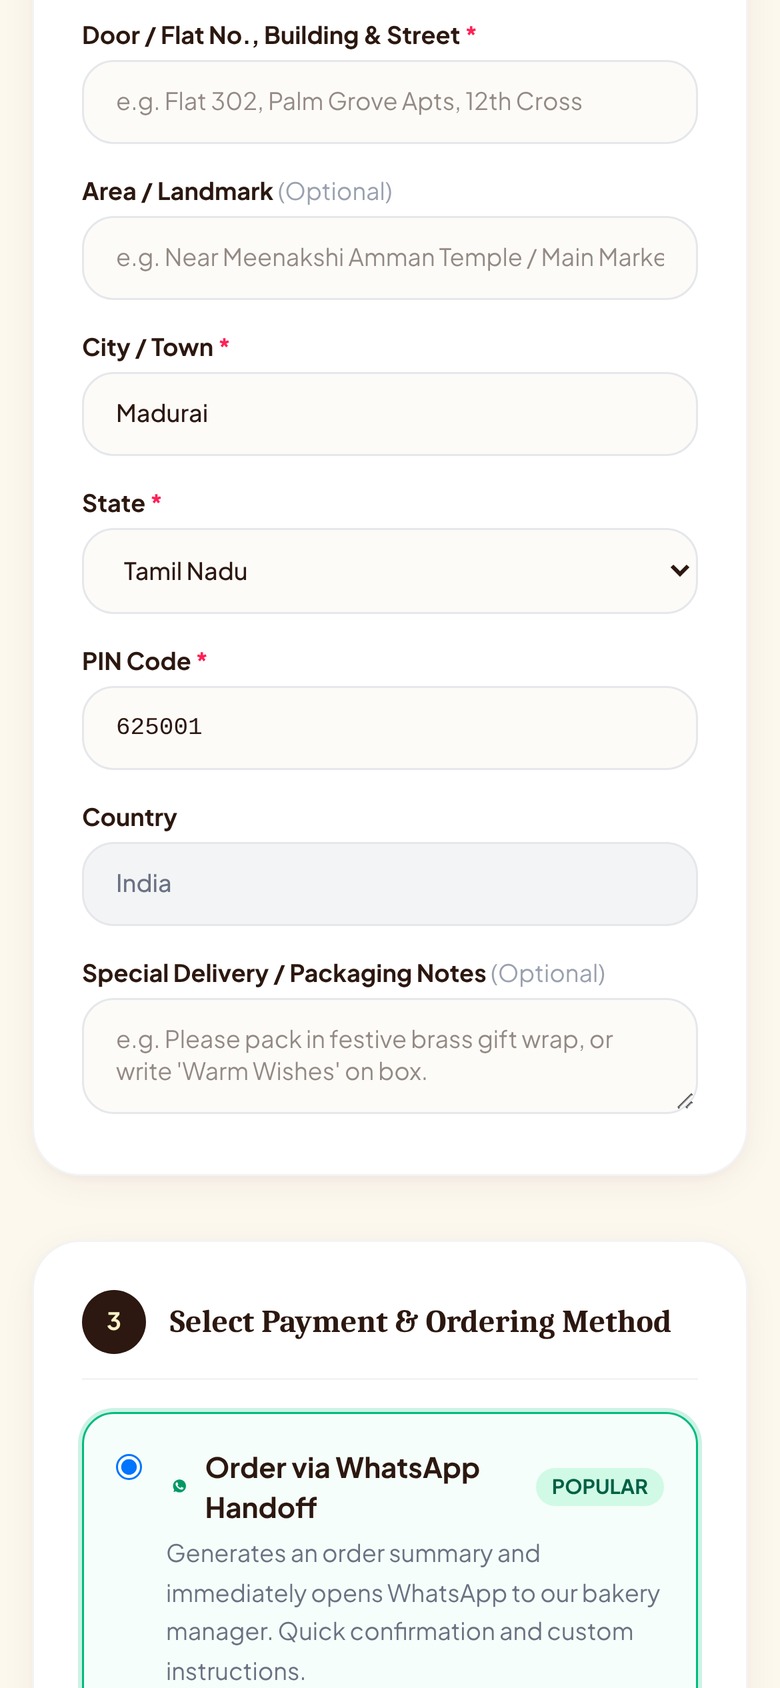 Door / Flat No., Building & Street *
e.g. Flat 302, Palm Grove Apts, 12th Cross
Area / Landmark (Optional)
e.g. Near Meenakshi Amman Temple / Main Marke
City / Town *
Madurai
State *
Tamil Nadu
PIN Code *
625001
Country
India
Special Delivery / Packaging Notes (Optional)
e.g. Please pack in festive brass gift wrap, or
write 'Warm Wishes' on box.
3 Select Payment & Ordering Method
Order via WhatsApp
Handoff
POPULAR
Generates an order summary and
immediately opens WhatsApp to our bakery
manager. Quick confirmation and custom
instructions.